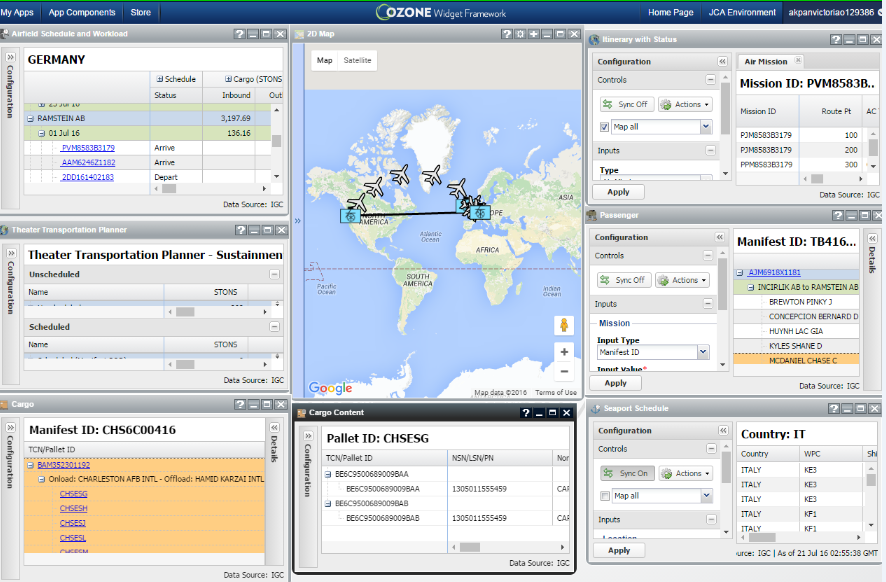 My Apps App Components Store
OZONE Widget Framework
Home Page JCA Environment akpanvictoriao129386
Airfield Schedule and Workload
Configuration
GERMANY
Schedule Cargo (STONS
Status Inbound Out
25 Jul 16
RAMSTEIN AB 3,197.69
01 Jul 16 136.16
PVM8583B3179 Arrive
AAM6246Z1182 Arrive
2DD161402183 Depart
Data Source: IGC
Theater Transportation Planner
Configuration
Theater Transportation Planner - Sustainmen
Unscheduled
Name STONS
Scheduled
Name STONS
Data Source: IGC
Cargo
Configuration
Manifest ID: CHS6C00416
TCN/Pallet ID
BAM352301192
Onload: CHARLESTON AFB INTL - Offload: HAMID KARZAI INTL
CHSESG
CHSESH
CHSESJ
CHSESL
CHSESM
Details
Data Source: IGC
2D Map
Map Satellite
NORTH
AMERICA
EUROPE
ASIA
Atlantic
Ocean
AFRICA
SOUTH
AMERICA
Pacific
Ocean
Indian
Ocean
Google
Map data ©2016 Terms of Use
Cargo Content
Configuration
Pallet ID: CHSESG
TCN/Pallet ID NSN/LSN/PN Nor
BE6C9500689009BAA
BE6C9500689009BAA 1305011555459 CAR
BE6C9500689009BAB
BE6C9500689009BAB 1305011555459 CAR
Data Source: IGC
Itinerary with Status
Configuration
Controls
Sync Off Actions
Map all
Inputs
Type
Apply
Air Mission
Mission ID: PVM8583B...
Mission ID Route Pt AC
PJM8583B3179 100
PJM8583B3179 200
PPM8583B3179 300
Data Source: IGC
Passenger
Configuration
Controls
Sync Off Actions
Inputs
Mission
Input Type
Manifest ID
Input Value*
Apply
Manifest ID: TB416...
AJM6918X1181
INCIRLIK AB to RAMSTEIN AB
BREWTON PINKY J
CONCEPCION BERNARD D
HUYNH LAC GIA
KYLES SHANE D
MCDANIEL CHASE C
Details
Data Source: IGC
Seaport Schedule
Configuration
Controls
Sync On Actions
Map all
Inputs
Location
Apply
Country: IT
Country WPC Shi
ITALY KE3
ITALY KE3
ITALY KF1
ITALY KF1
urce: IGC | As of 21 Jul 16 02:55:38 GMT